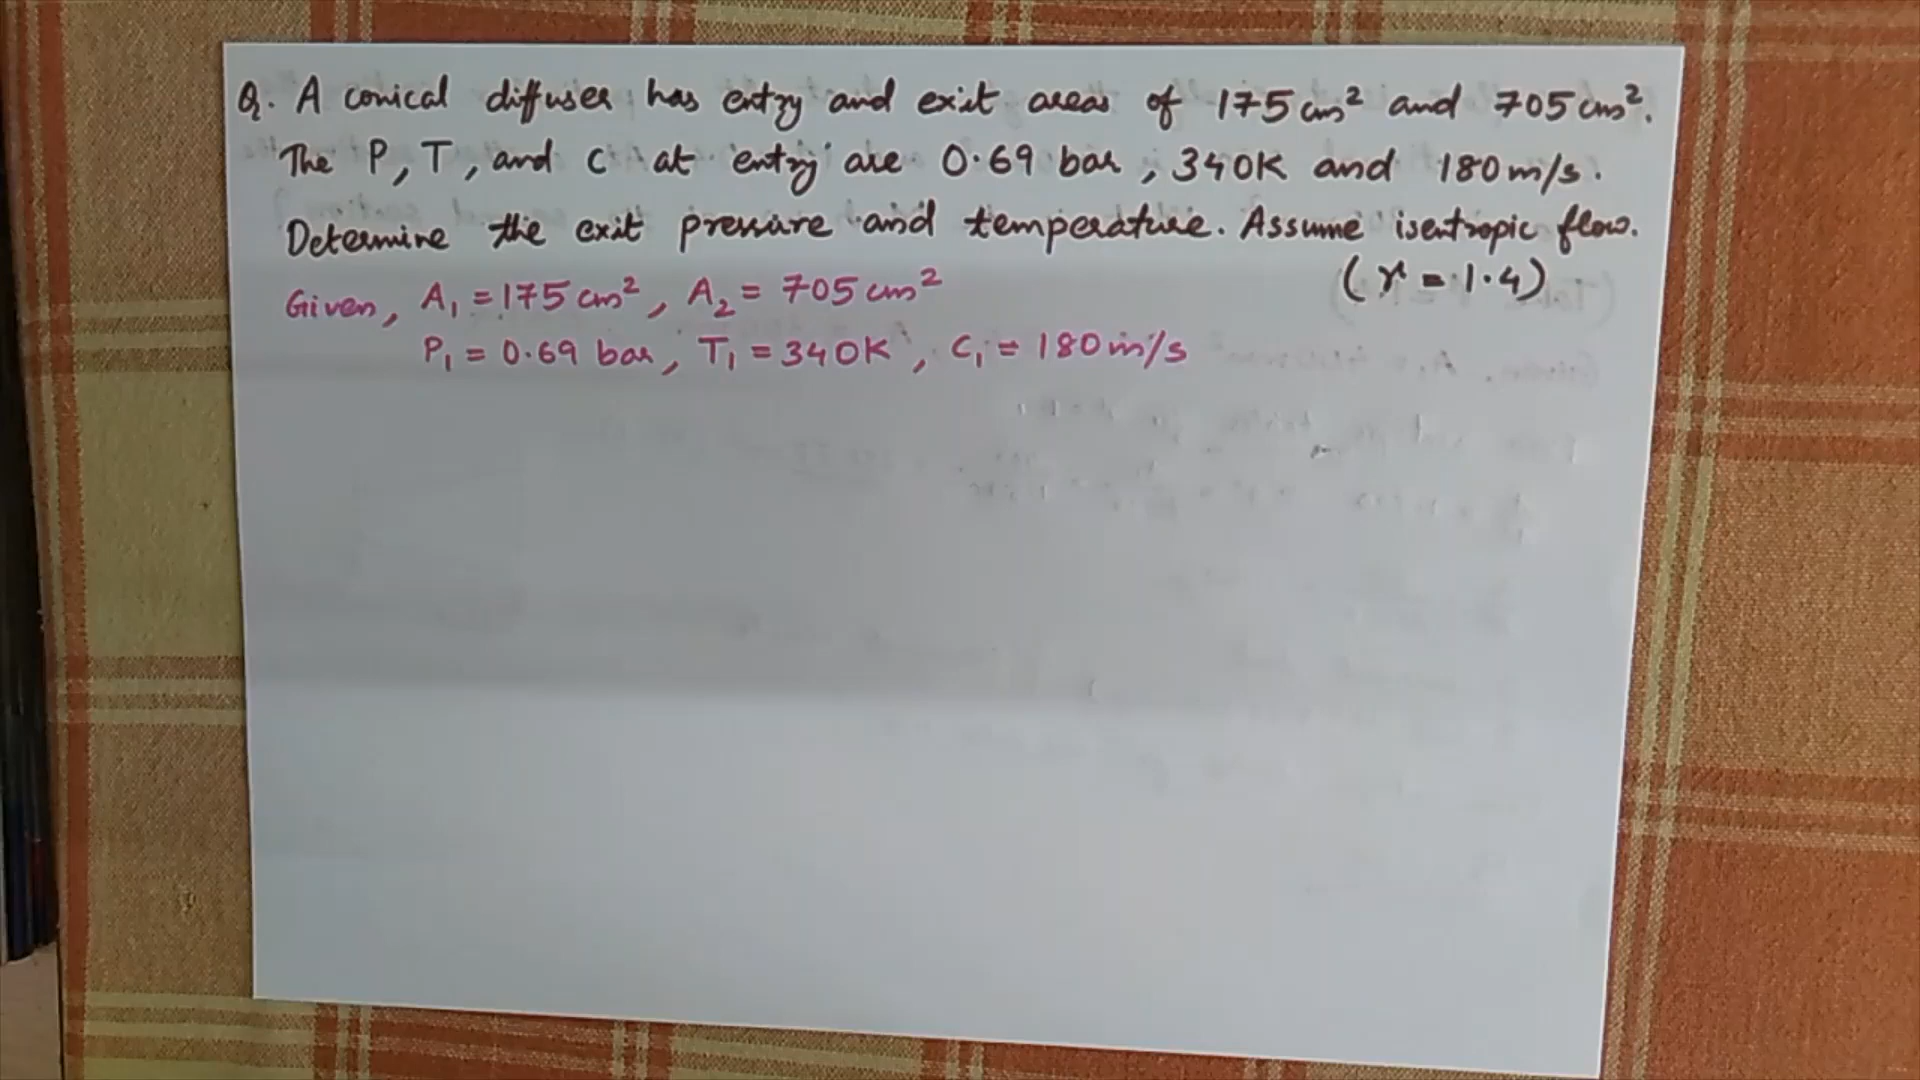 Q. A conical diffuser has entry and exit areas of 175 cm² and 705 cm².
The P, T, and C at entry are 0.69 bar, 340K and 180 m/s.
Determine the exit pressure and temperature. Assume isentropic flow.
(γ = 1.4)
Given, A₁ = 175 cm², A₂ = 705 cm²
P₁ = 0.69 bar, T₁ = 340K, C₁ = 180 m/s